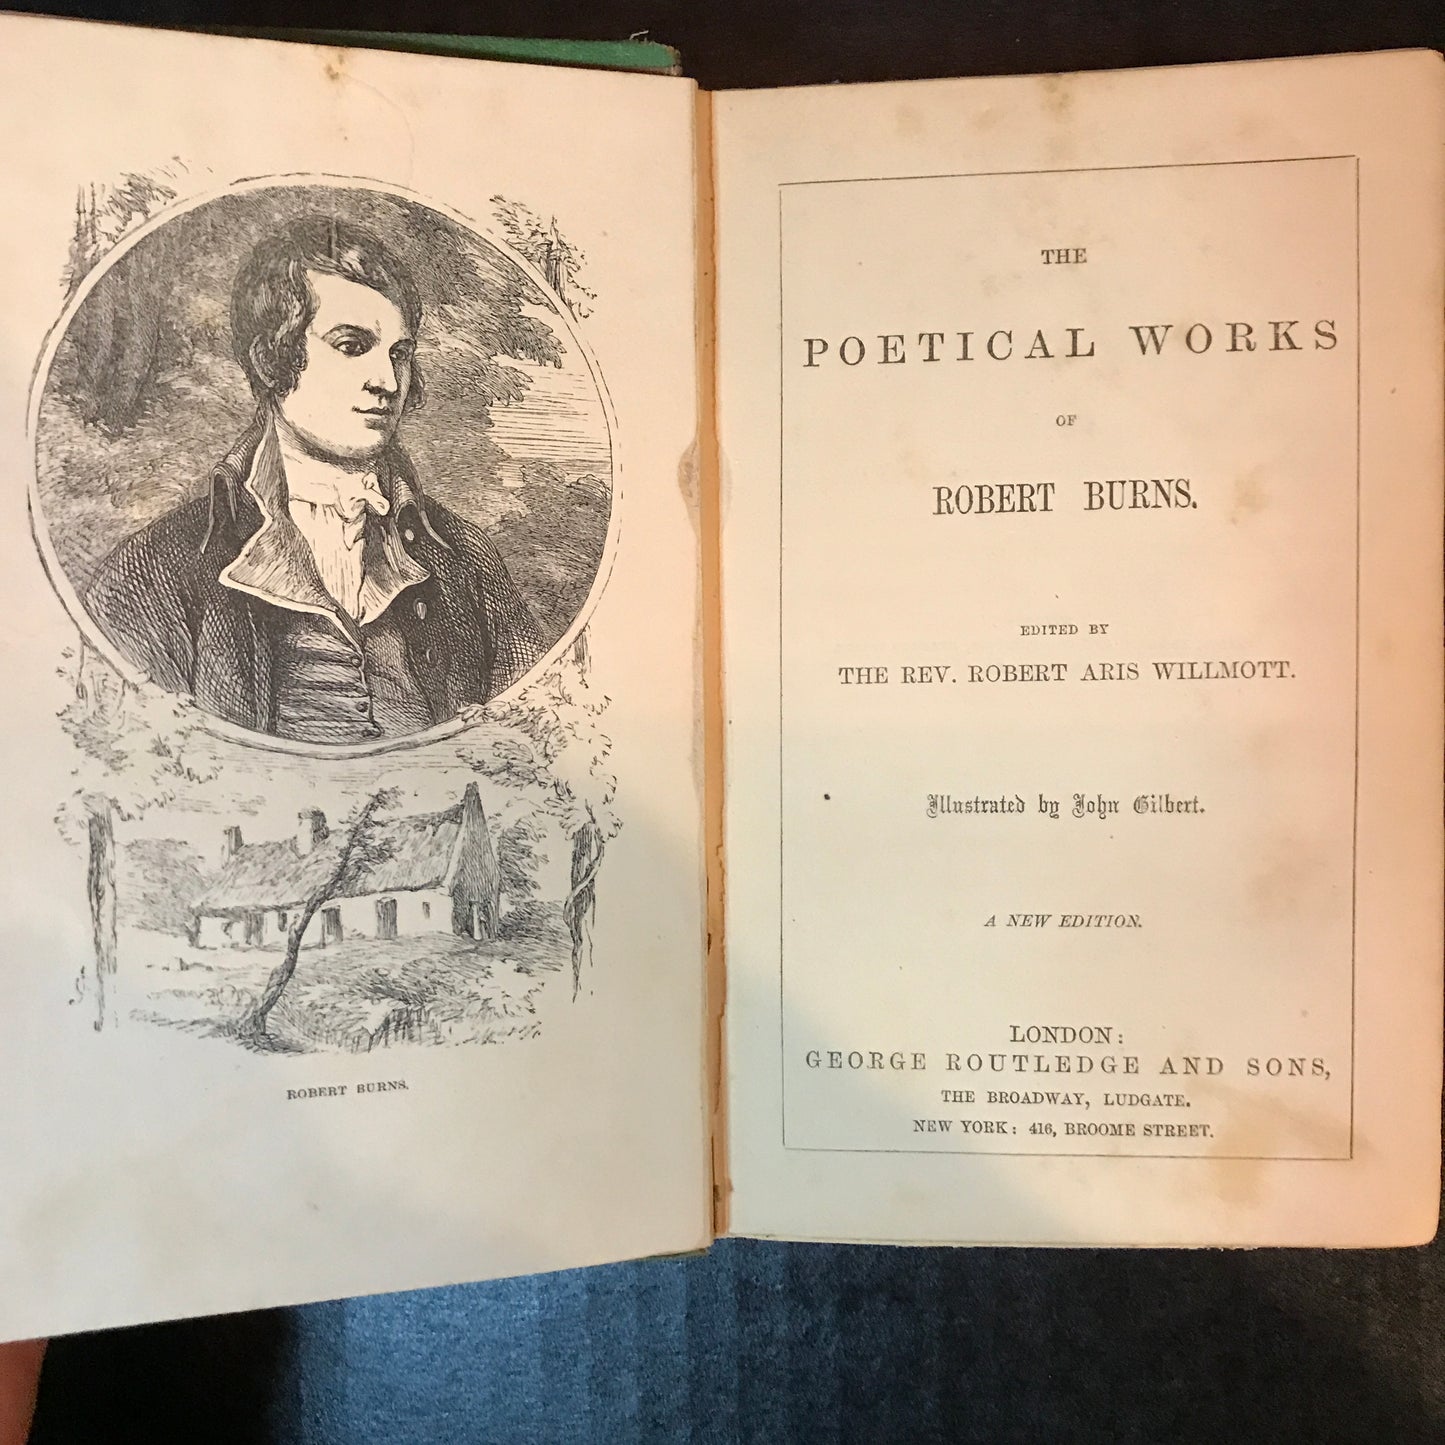 ROBERT BURNS.
THE
POETICAL WORKS
OF
ROBERT BURNS.
EDITED BY
THE REV. ROBERT ARIS WILLMOTT.
Illustrated by John Gilbert.
A NEW EDITION.
LONDON:
GEORGE ROUTLEDGE AND SONS,
THE BROADWAY, LUDGATE.
NEW YORK: 416, BROOME STREET.